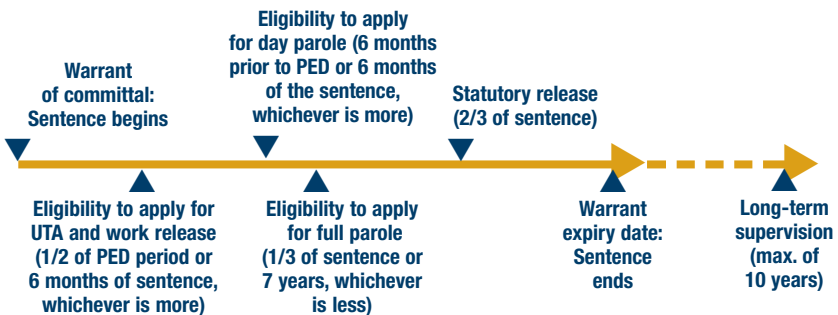 Warrant
of committal:
Sentence begins
Eligibility to apply for
UTA and work release
(1/2 of PED period or
6 months of sentence,
whichever is more)
Eligibility to apply
for day parole (6 months
prior to PED or 6 months
of the sentence,
whichever is more)
Eligibility to apply
for full parole
(1/3 of sentence or
7 years, whichever
is less)
Statutory release
(2/3 of sentence)
Warrant
expiry date:
Sentence
ends
Long-term
supervision
(max. of
10 years)